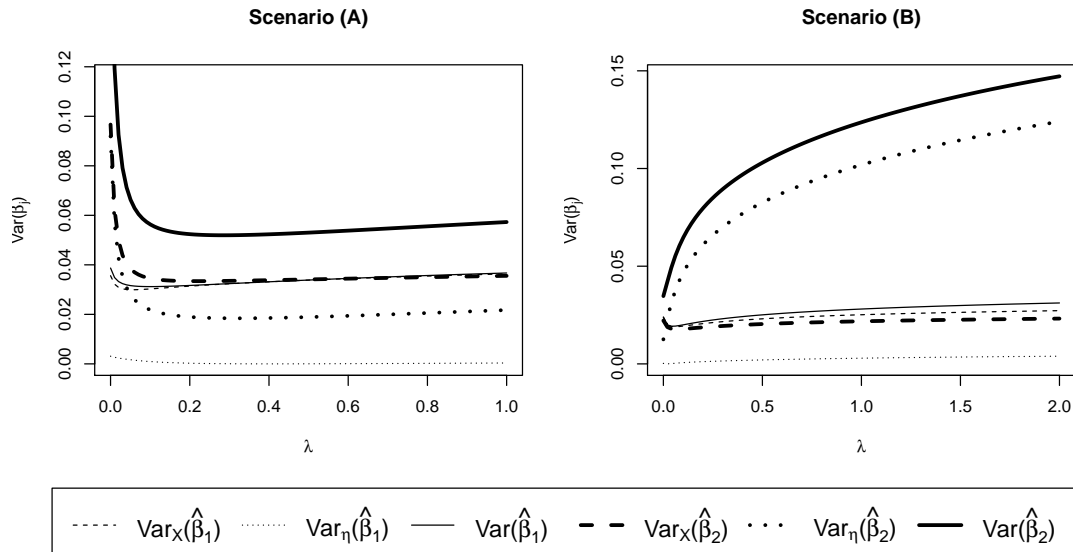 Scenario (A)
Var(β̂j)
0.00 0.02 0.04 0.06 0.08 0.10 0.12
0.0 0.2 0.4 0.6 0.8 1.0
λ
Scenario (B)
Var(β̂j)
0.00 0.05 0.10 0.15
0.0 0.5 1.0 1.5 2.0
λ
VarX(β̂1) Varη(β̂1) Var(β̂1) VarX(β̂2) Varη(β̂2) Var(β̂2)